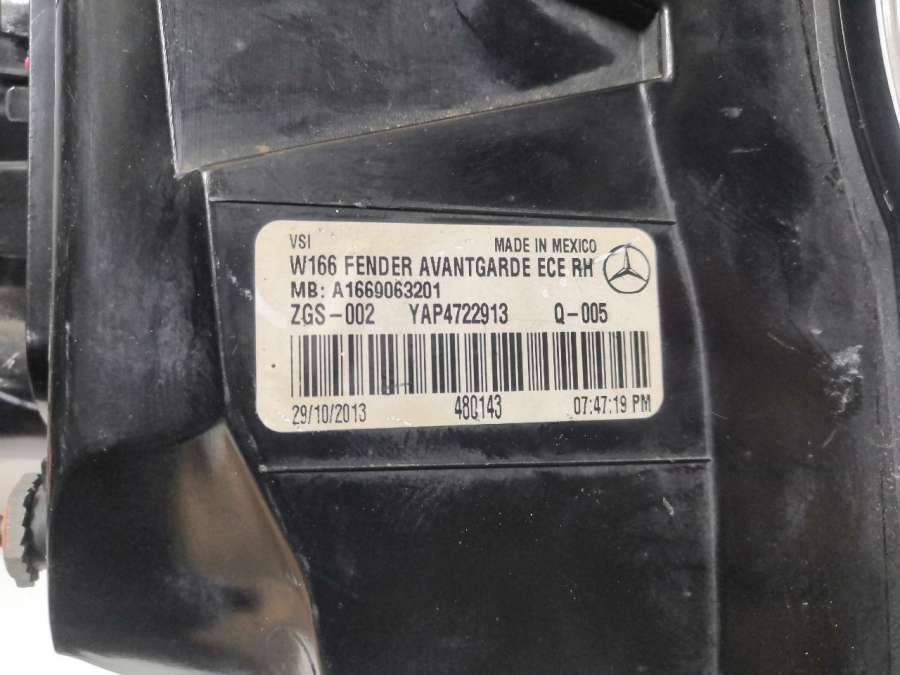 VSI MADE IN MEXICO
W166 FENDER AVANTGARDE ECE RH
MB: A1669063201
ZGS-002 YAP4722913 Q-005
29/10/2013 480143 07:47:19 PM